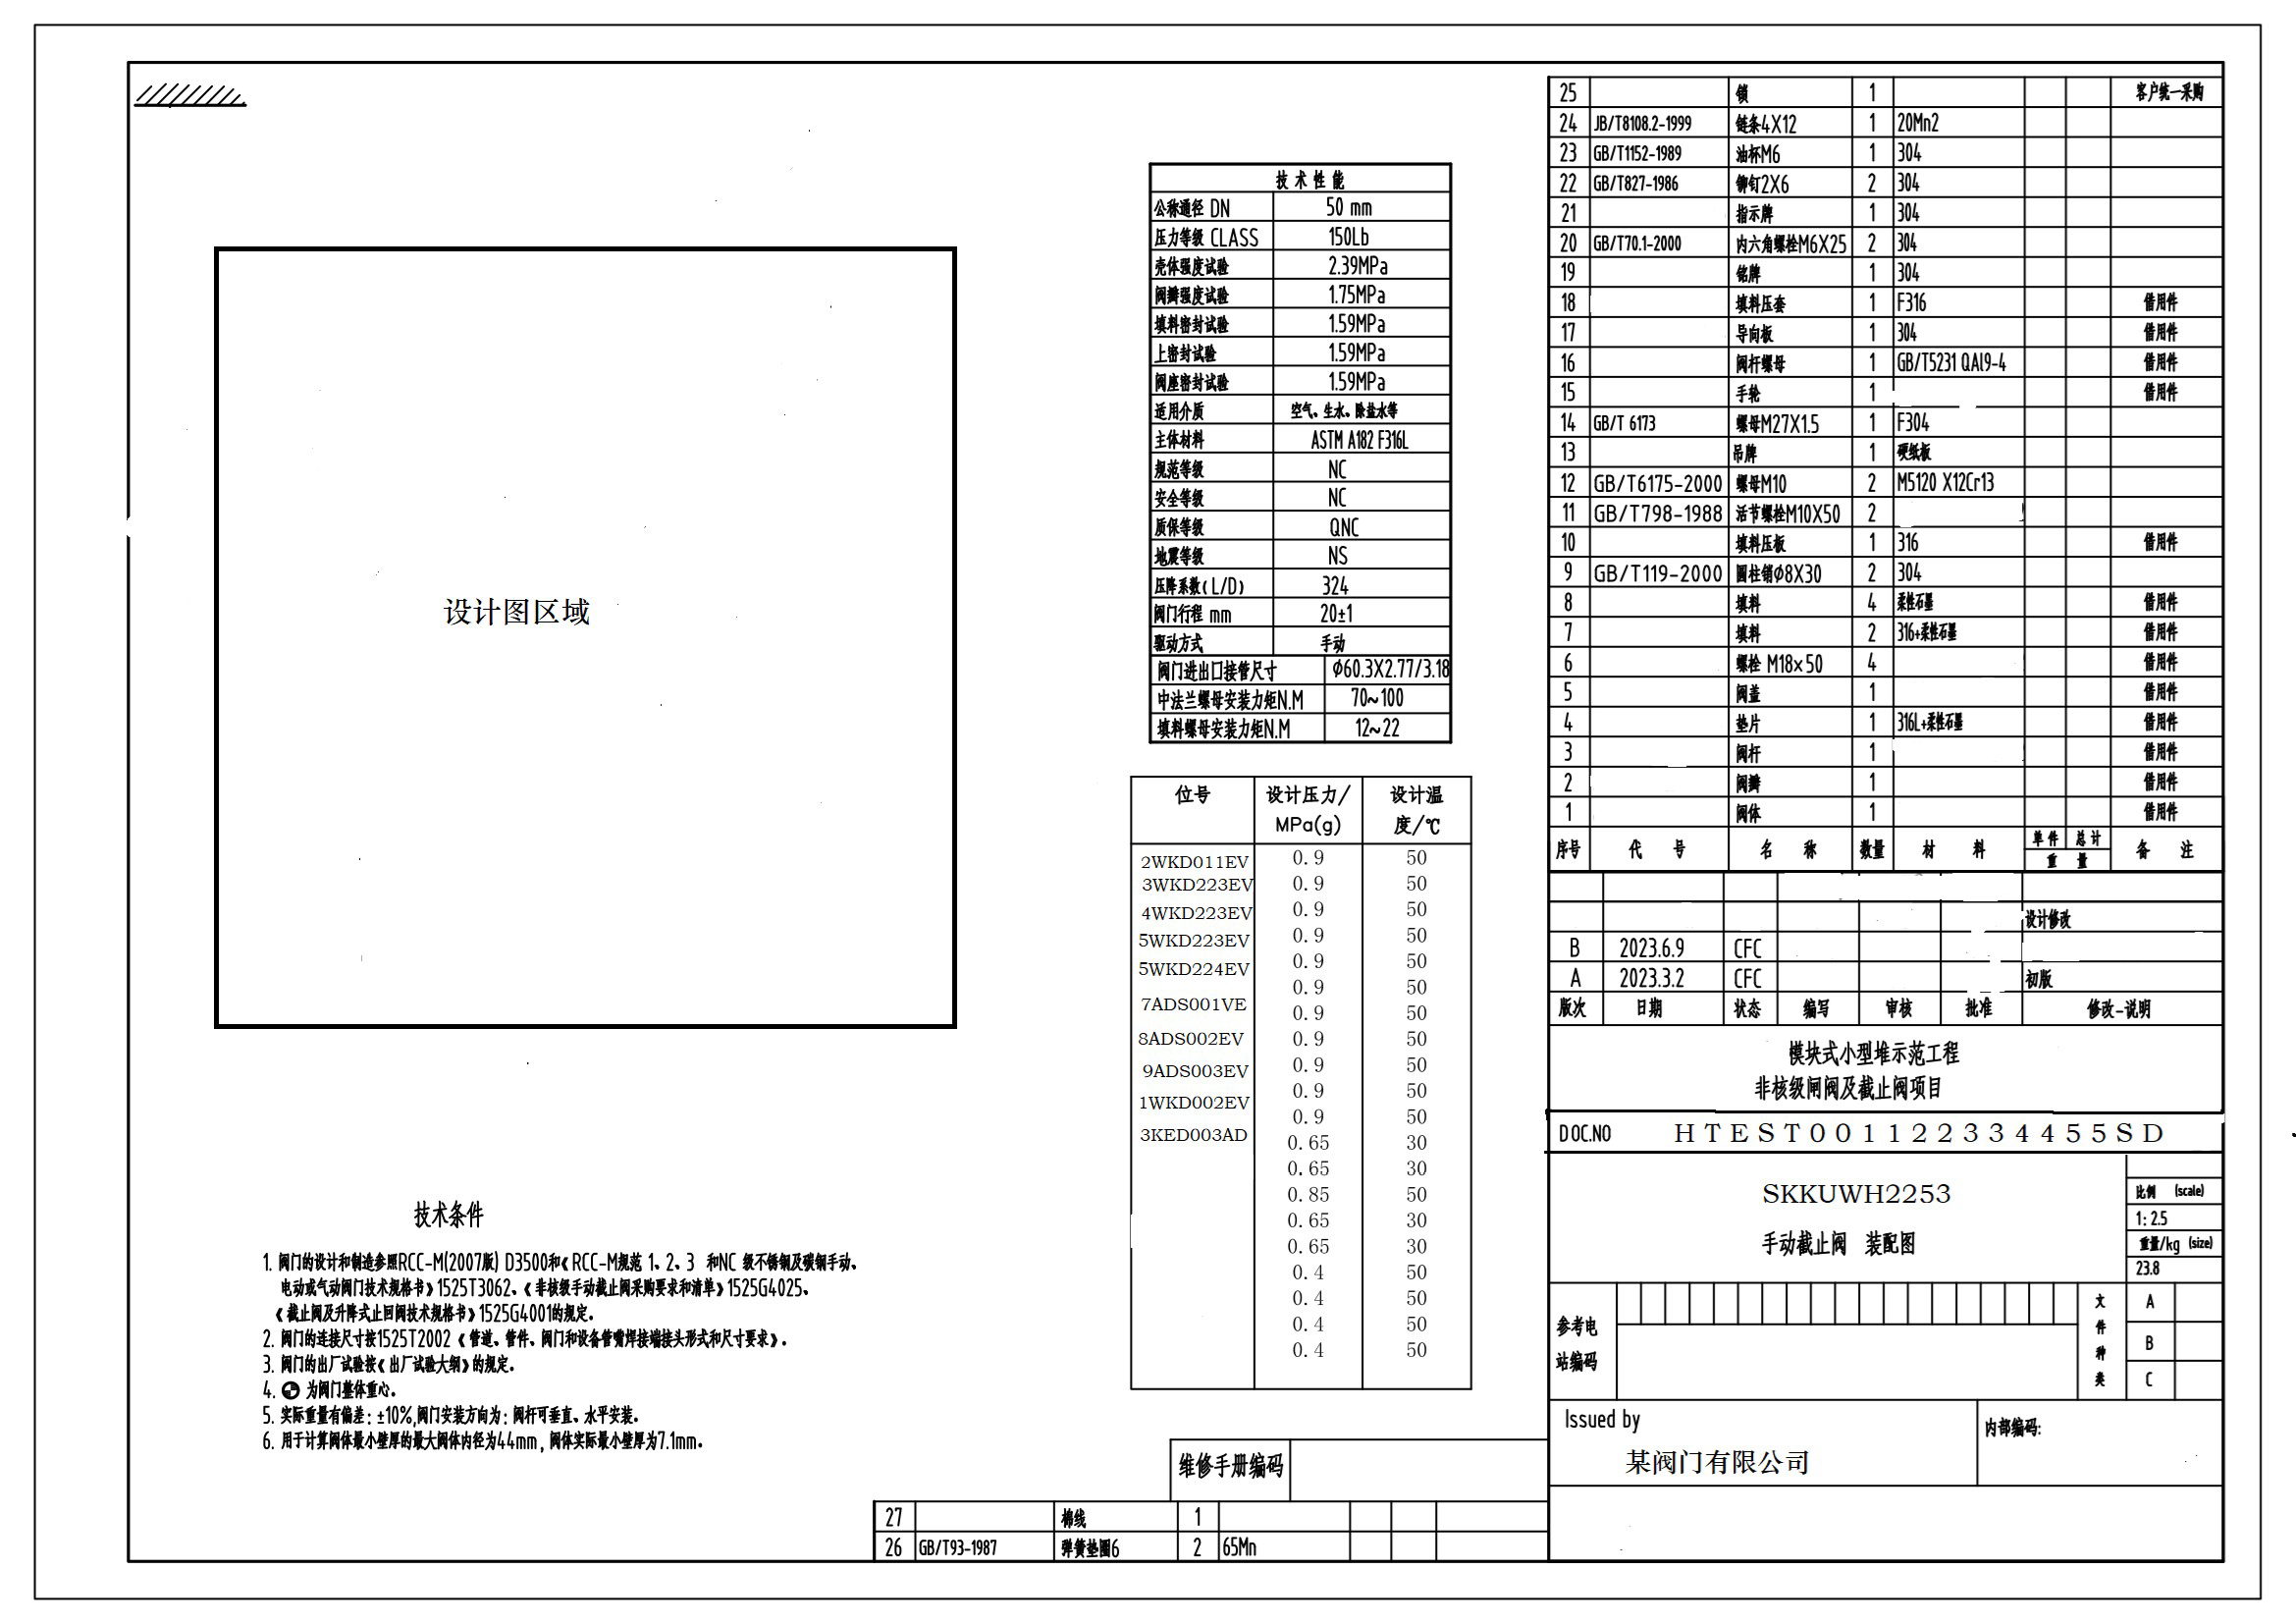 设计图区域
技术条件
1. 阀门的设计和制造参照RCC-M(2007版) D3500和《RCC-M规范 1、2、3 和NC 级不锈钢及碳钢手动、
电动或气动阀门技术规格书》1525T3062、《非核级手动截止阀采购要求和清单》1525G4025、
《截止阀及升降式止回阀技术规格书》1525G4001的规定。
2. 阀门的连接尺寸按1525T2002《管道、管件、阀门和设备管嘴焊接端接头形式和尺寸要求》。
3. 阀门的出厂试验按《出厂试验大纲》的规定。
4. 为阀门整体重心。
5. 实际重量有偏差：±10%,阀门安装方向为：阀杆可垂直、水平安装。
6. 用于计算阀体最小壁厚的最大阀体内径为44mm，阀体实际最小壁厚为7.1mm。
技术性能
公称通径 DN 50 mm
压力等级 CLASS 150Lb
壳体强度试验 2.39MPa
阀瓣强度试验 1.75MPa
填料密封试验 1.59MPa
上密封试验 1.59MPa
阀座密封试验 1.59MPa
适用介质 空气、生水、除盐水等
主体材料 ASTM A182 F316L
规范等级 NC
安全等级 NC
质保等级 QNC
地震等级 NS
压降系数(L/D) 324
阀门行程 mm 20±1
驱动方式 手动
阀门进出口接管尺寸 Φ60.3X2.77/3.18
中法兰螺母安装力矩N.M 70~100
填料螺母安装力矩N.M 12~22
位号 设计压力/ 设计温
MPa(g) 度/℃
2WKD011EV 0.9 50
3WKD223EV 0.9 50
4WKD223EV 0.9 50
5WKD223EV 0.9 50
5WKD224EV 0.9 50
0.9 50
7ADS001VE 0.9 50
8ADS002EV 0.9 50
9ADS003EV 0.9 50
0.9 50
1WKD002EV 0.9 50
3KED003AD 0.65 30
0.65 30
0.85 50
0.65 30
0.65 30
0.4 50
0.4 50
0.4 50
0.4 50
维修手册编码
27 棉线 1
26 GB/T93-1987 弹簧垫圈6 2 65Mn
25 锁 1 客户统一采购
24 JB/T8108.2-1999 链条4X12 1 20Mn2
23 GB/T1152-1989 油杯M6 1 304
22 GB/T827-1986 铆钉2X6 2 304
21 指示牌 1 304
20 GB/T70.1-2000 内六角螺栓M6X25 2 304
19 铭牌 1 304
18 填料压套 1 F316 借用件
17 导向板 1 304 借用件
16 阀杆螺母 1 GB/T5231 QAl9-4 借用件
15 手轮 1 借用件
14 GB/T 6173 螺母M27X1.5 1 F304
13 吊牌 1 硬纸板
12 GB/T6175-2000 螺母M10 2 M5120 X12Cr13
11 GB/T798-1988 活节螺栓M10X50 2
10 填料压板 1 316 借用件
9 GB/T119-2000 圆柱销Φ8X30 2 304
8 填料 4 柔性石墨 借用件
7 填料 2 316+柔性石墨 借用件
6 螺栓 M18×50 4 借用件
5 阀盖 1 借用件
4 垫片 1 316L+柔性石墨 借用件
3 阀杆 1 借用件
2 阀瓣 1 借用件
1 阀体 1 借用件
序号 代 号 名 称 数量 材 料 单件 总计 备 注
重 量
设计修改
B 2023.6.9 CFC
A 2023.3.2 CFC 初版
版次 日期 状态 编写 审核 批准 修改-说明
模块式小型堆示范工程
非核级闸阀及截止阀项目
DOC.NO HTEST001122334455SD
SKKUWH2253
手动截止阀 装配图
比例 (scale)
1: 2.5
重量/kg (size)
23.8
参考电
站编码
文
件
种
类
A
B
C
Issued by
某阀门有限公司
内部编码: